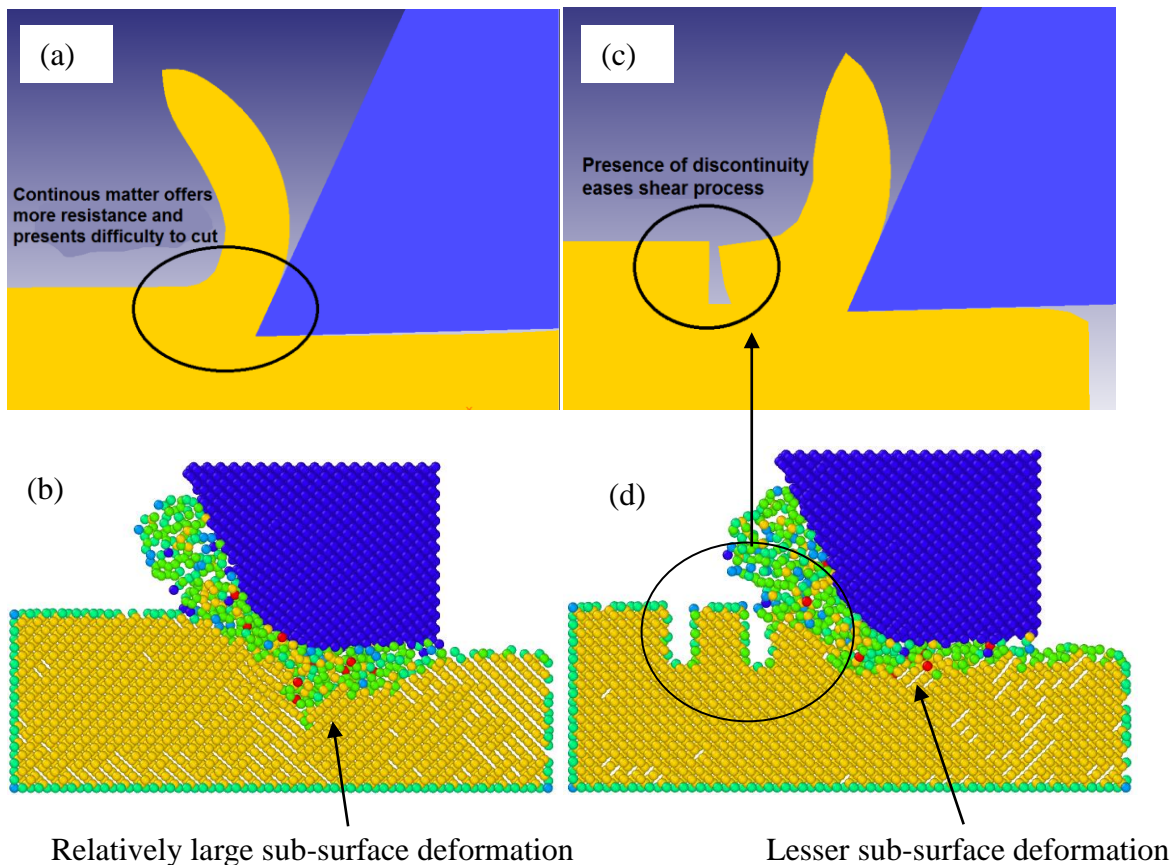 (a)
Continous matter offers
more resistance and
presents difficulty to cut
(c)
Presence of discontinuity
eases shear process
(b)
(d)
Relatively large sub-surface deformation
Lesser sub-surface deformation